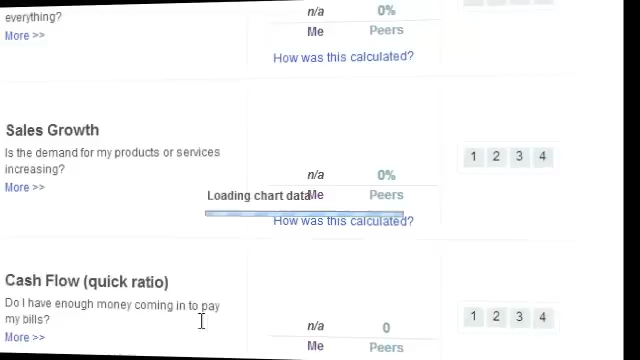 everything?
More >>
n/a 0%
Me Peers
How was this calculated?
Sales Growth
Is the demand for my products or services
increasing?
More >>
n/a 0%
Me Peers
1 2 3 4
Loading chart data
How was this calculated?
Cash Flow (quick ratio)
Do I have enough money coming in to pay
my bills?
More >>
n/a 0
Me Peers
1 2 3 4